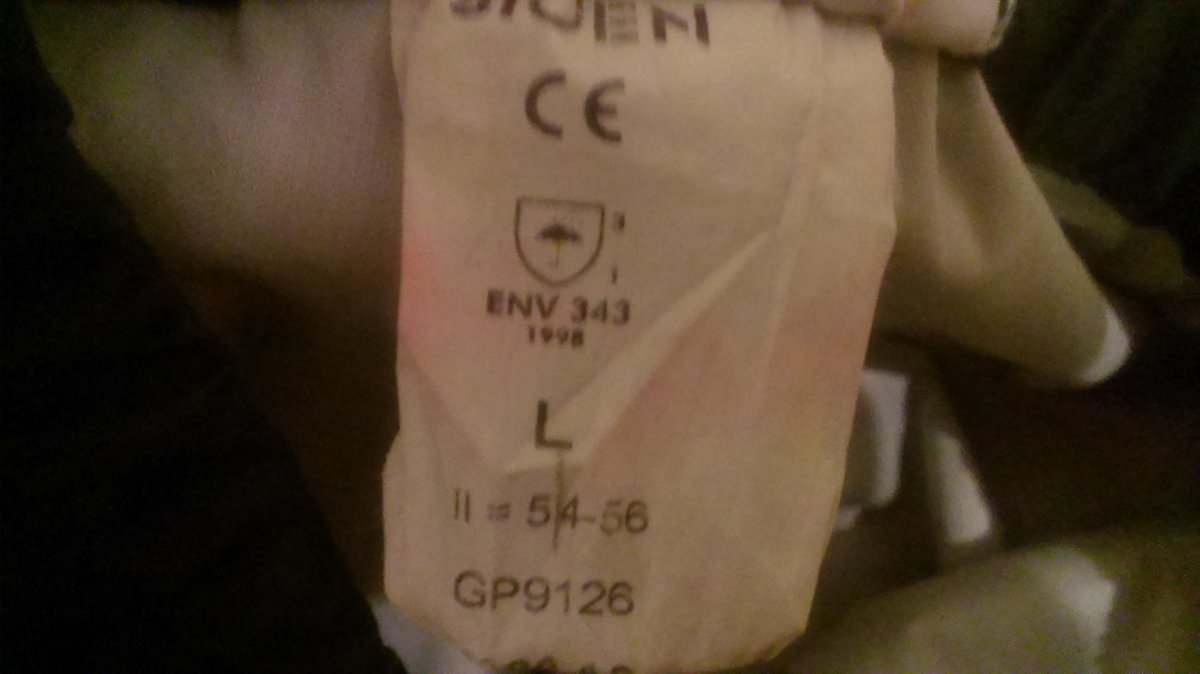 CE
3
1
ENV 343
1998
L
II = 54-56
GP9126